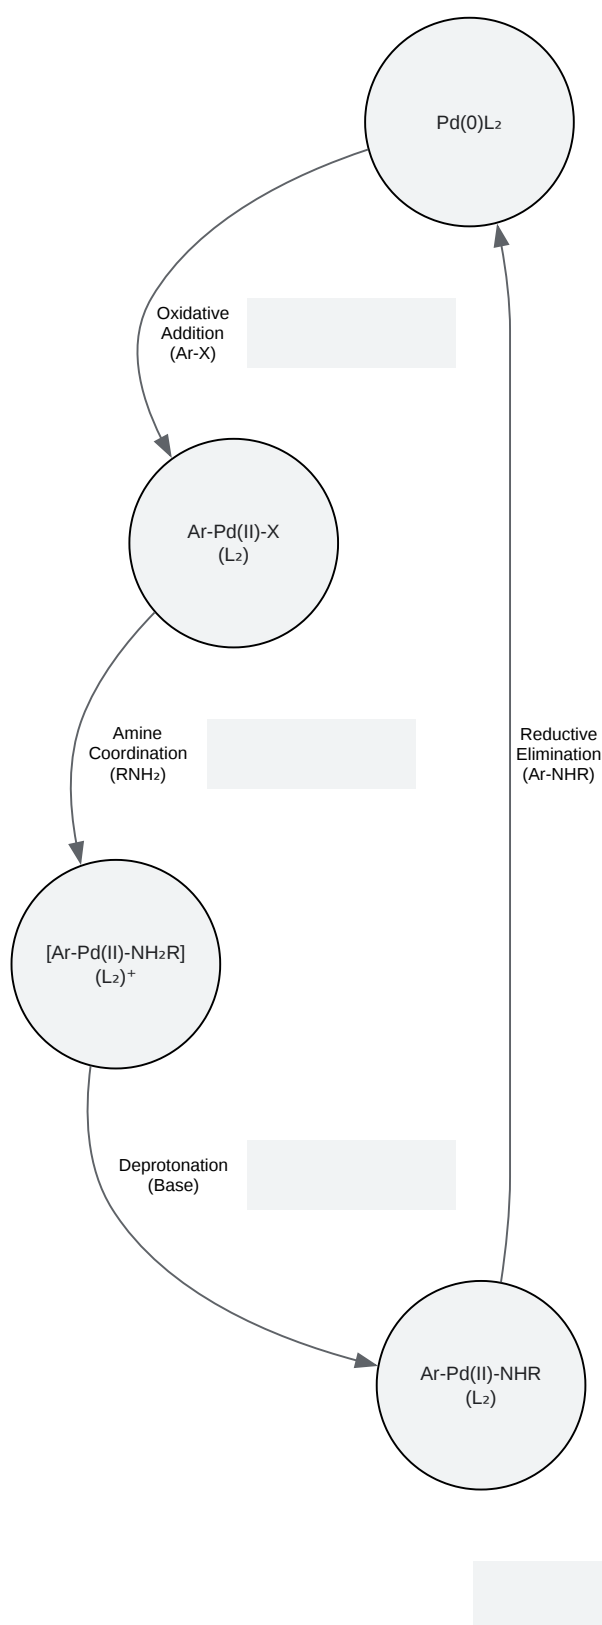 Pd(0)L₂
Oxidative
Addition
(Ar-X)
Ar-Pd(II)-X
(L₂)
Amine
Coordination
(RNH₂)
Reductive
Elimination
(Ar-NHR)
[Ar-Pd(II)-NH₂R]
(L₂)⁺
Deprotonation
(Base)
Ar-Pd(II)-NHR
(L₂)